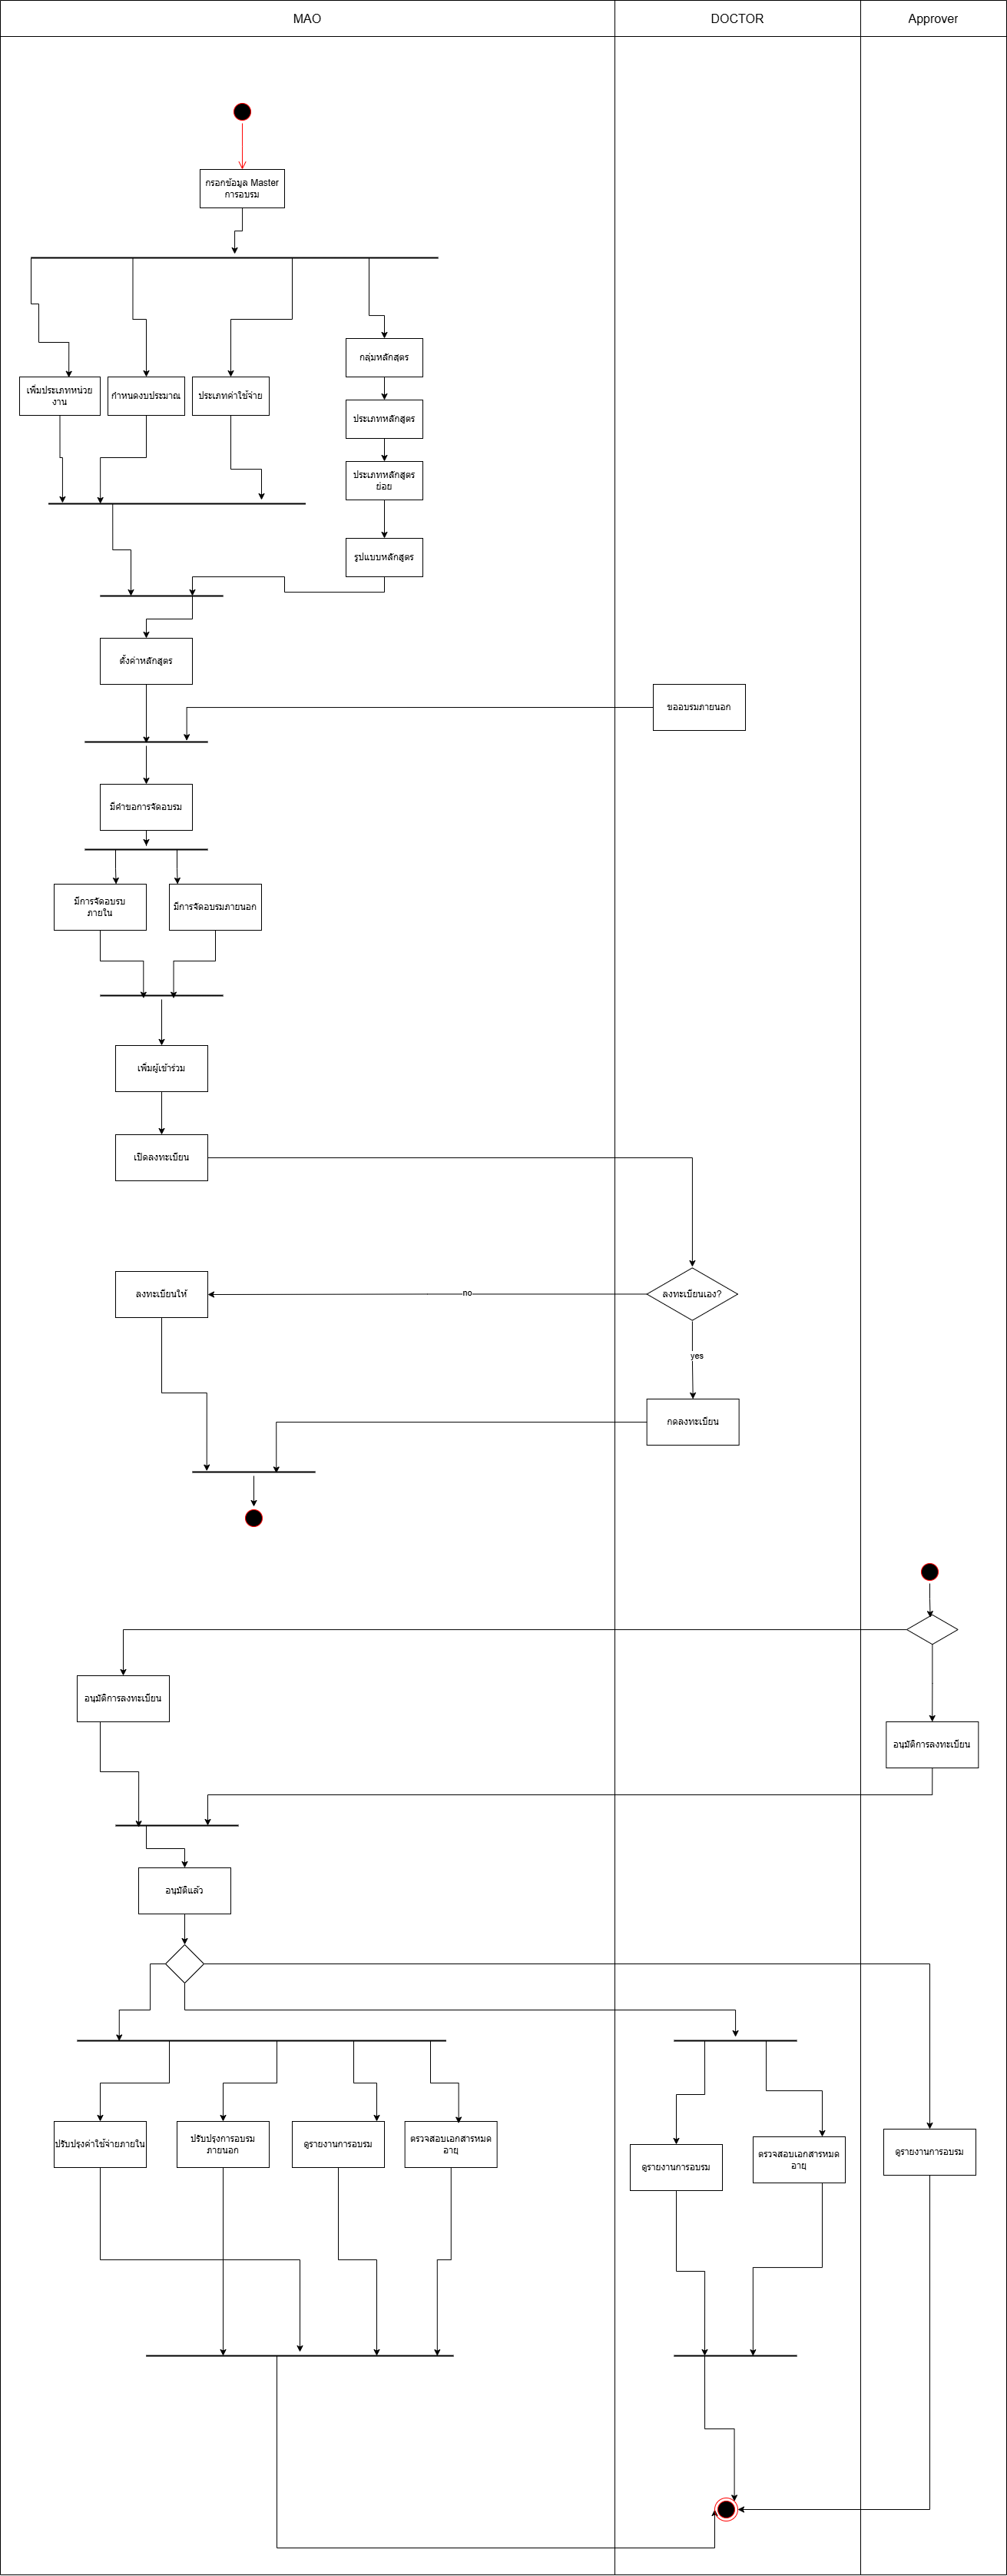 MAO
DOCTOR
Approver
กรอกข้อมูล Master
การอบรม
กลุ่มหลักสูตร
เพิ่มประเภทหน่วย
งาน
กำหนดงบประมาณ
ประเภทค่าใช้จ่าย
ประเภทหลักสูตร
ประเภทหลักสูตร
ย่อย
รูปแบบหลักสูตร
ตั้งค่าหลักสูตร
ขออบรมภายนอก
มีคำขอการจัดอบรม
มีการจัดอบรบ
ภายใน
มีการจัดอบรมภายนอก
เพิ่มผู้เข้าร่วม
เปิดลงทะเบียน
ลงทะเบียนให้
no
ลงทะเบียนเอง?
yes
กดลงทะเบียน
อนุมัติการลงทะเบียน
อนุมัติการลงทะเบียน
อนุมัติแล้ว
ปรับปรุงค่าใช้จ่ายภายใน
ปรับปรุงการอบรม
ภายนอก
ดูรายงานการอบรม
ตรวจสอบเอกสารหมด
อายุ
ดูรายงานการอบรม
ตรวจสอบเอกสารหมด
อายุ
ดูรายงานการอบรม